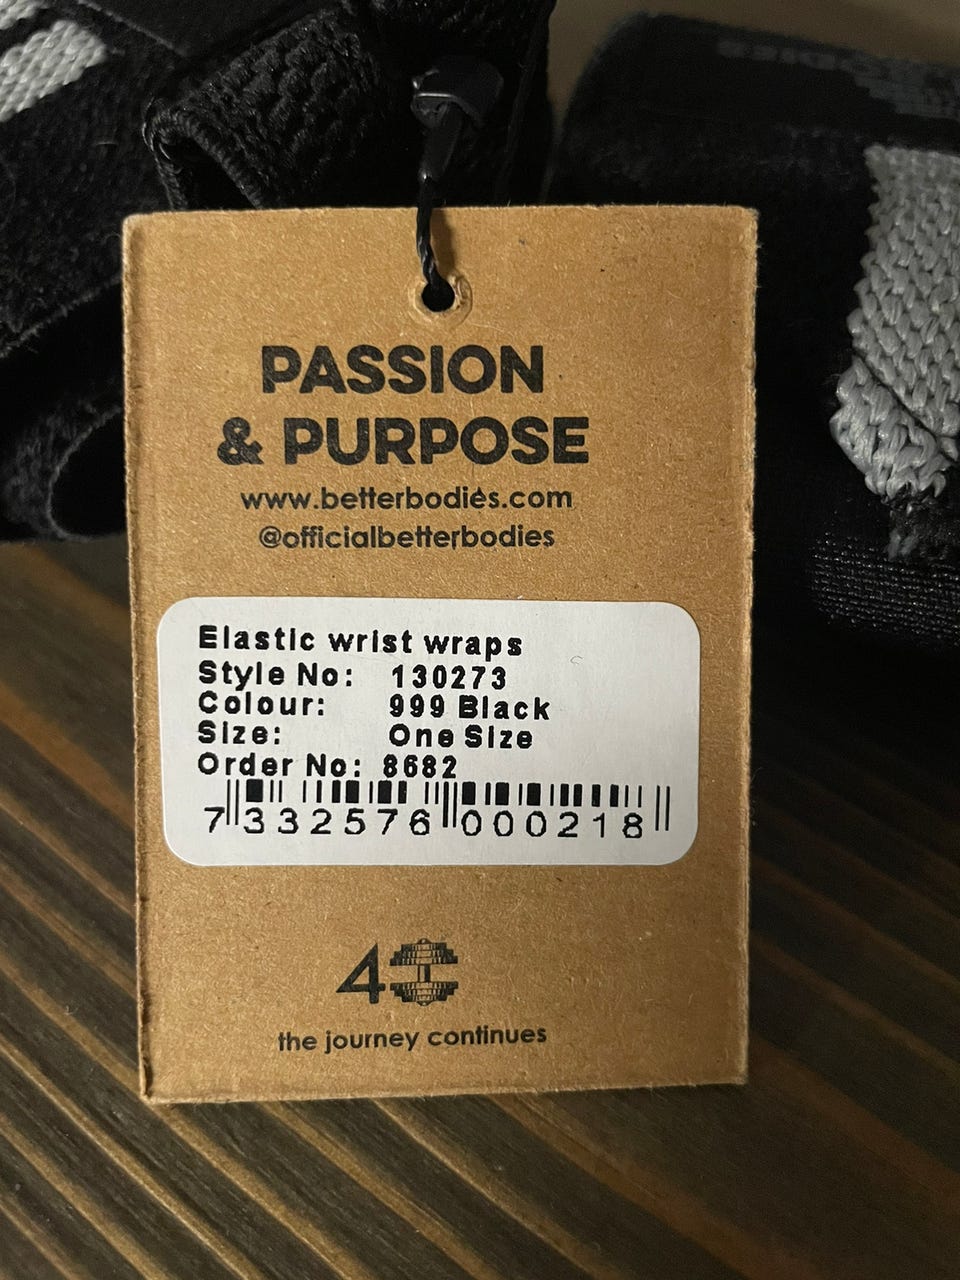 PASSION
& PURPOSE
www.betterbodies.com
@officialbetterbodies
Elastic wrist wraps
Style No: 130273
Colour: 999 Black
Size: One Size
Order No: 8682
7 332576 000218
40
the journey continues